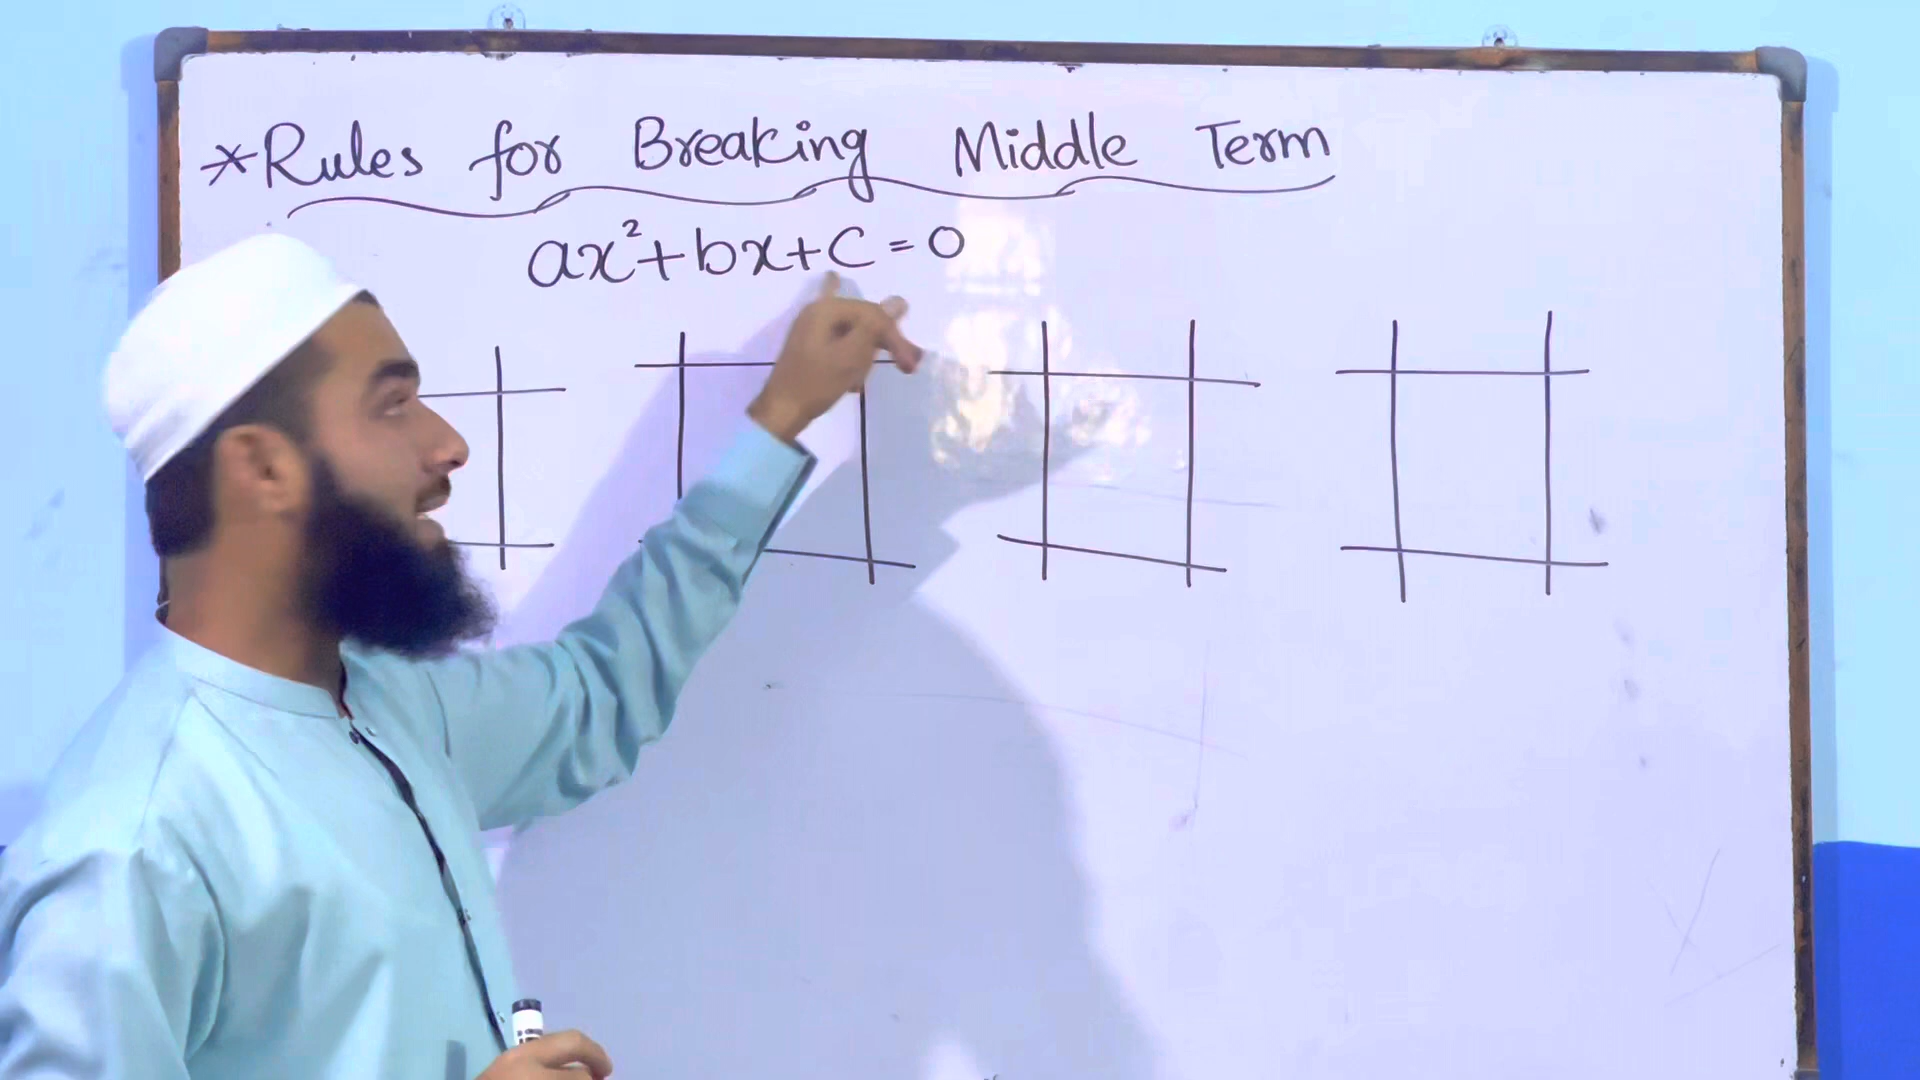 *Rules for Breaking Middle Term
ax²+bx+c=0